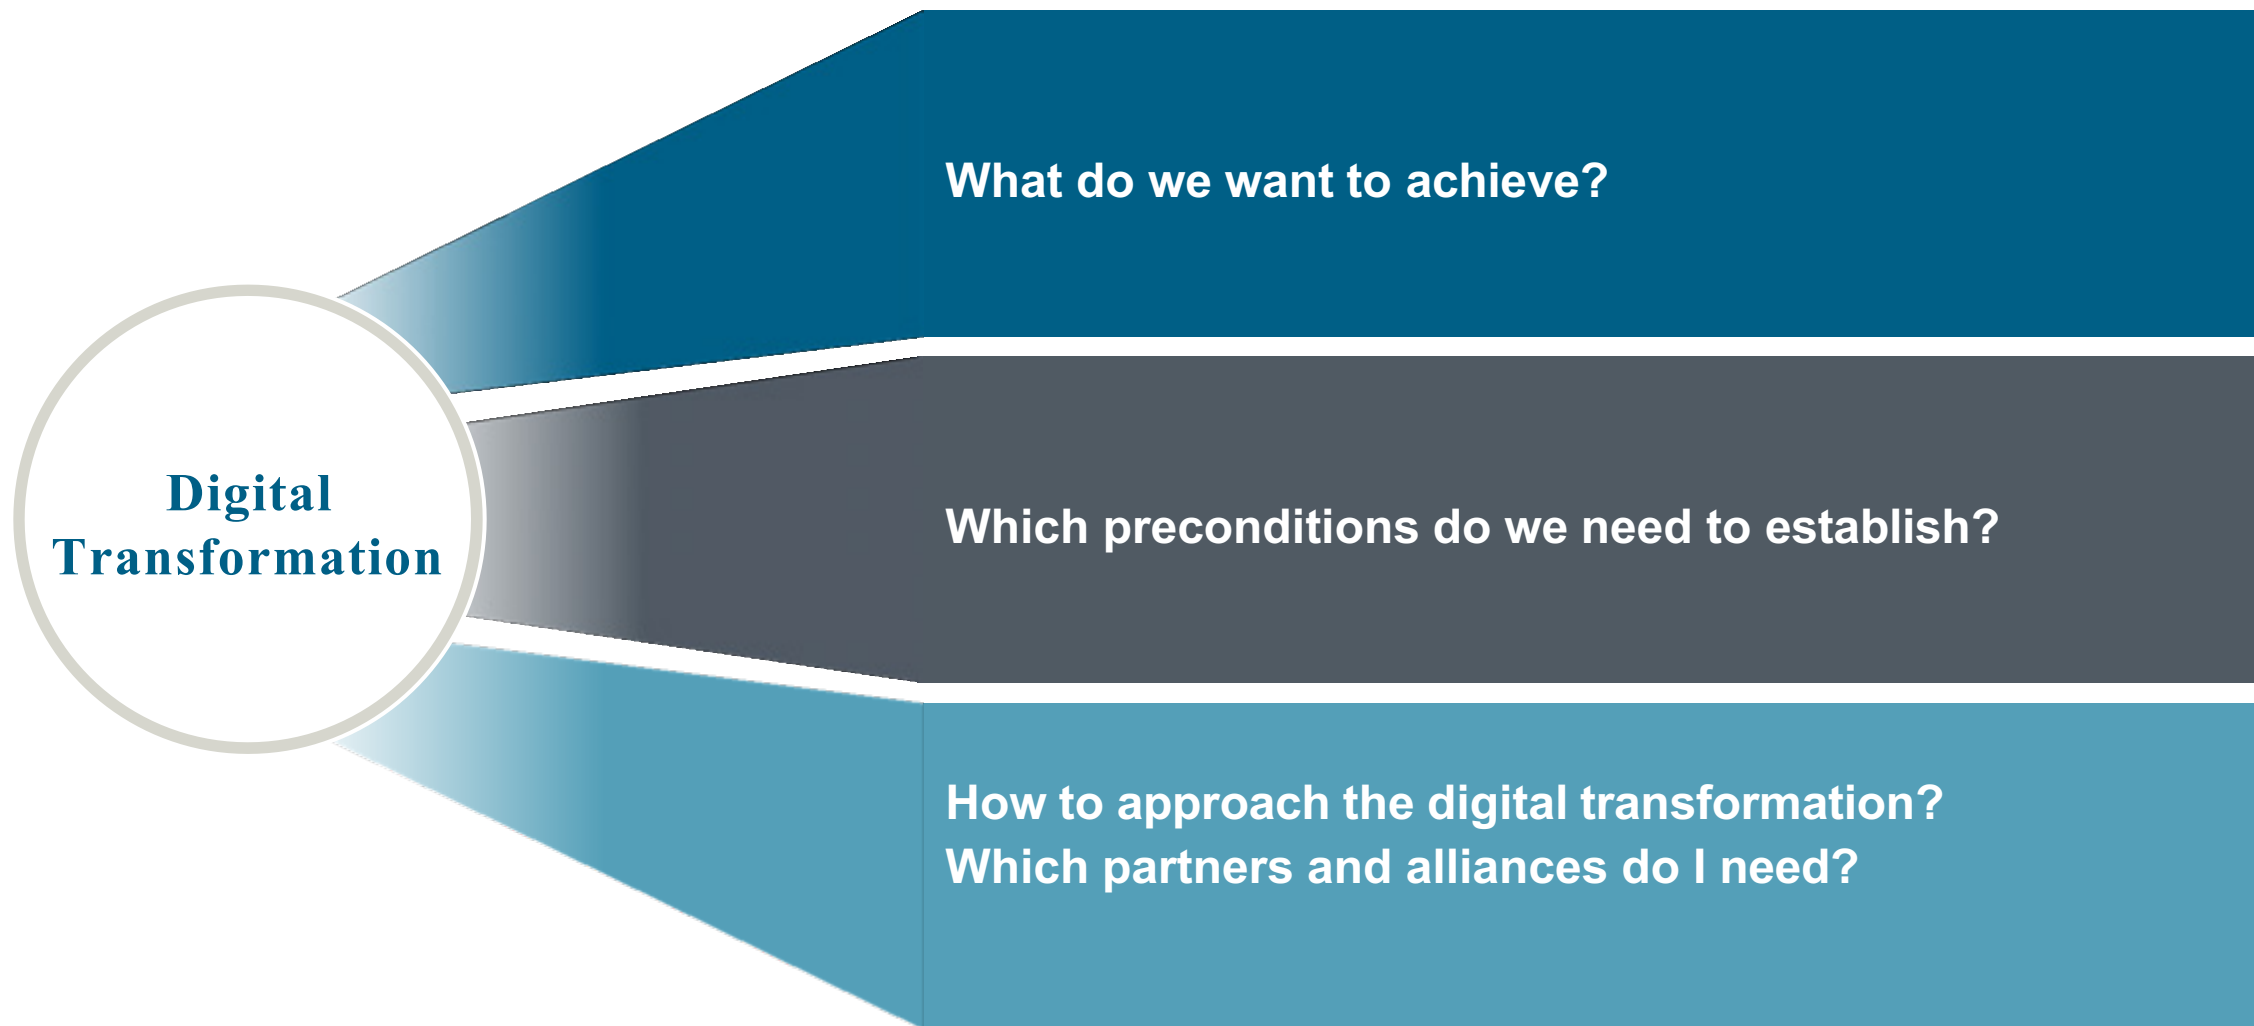 Digital
Transformation
What do we want to achieve?
Which preconditions do we need to establish?
How to approach the digital transformation?
Which partners and alliances do I need?